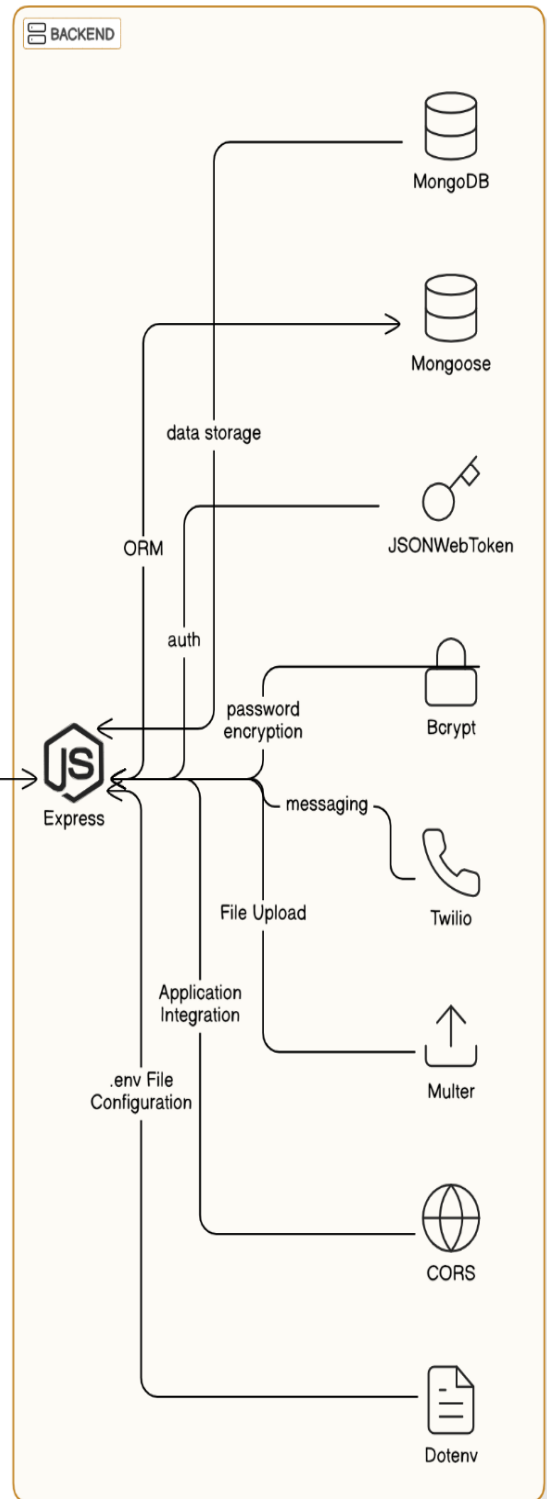 BACKEND
MongoDB
Mongoose
data storage
JSONWebToken
ORM
auth
password
encryption
Bcrypt
JS
Express
messaging
File Upload
Twilio
Application
Integration
.env File
Configuration
Multer
CORS
Dotenv